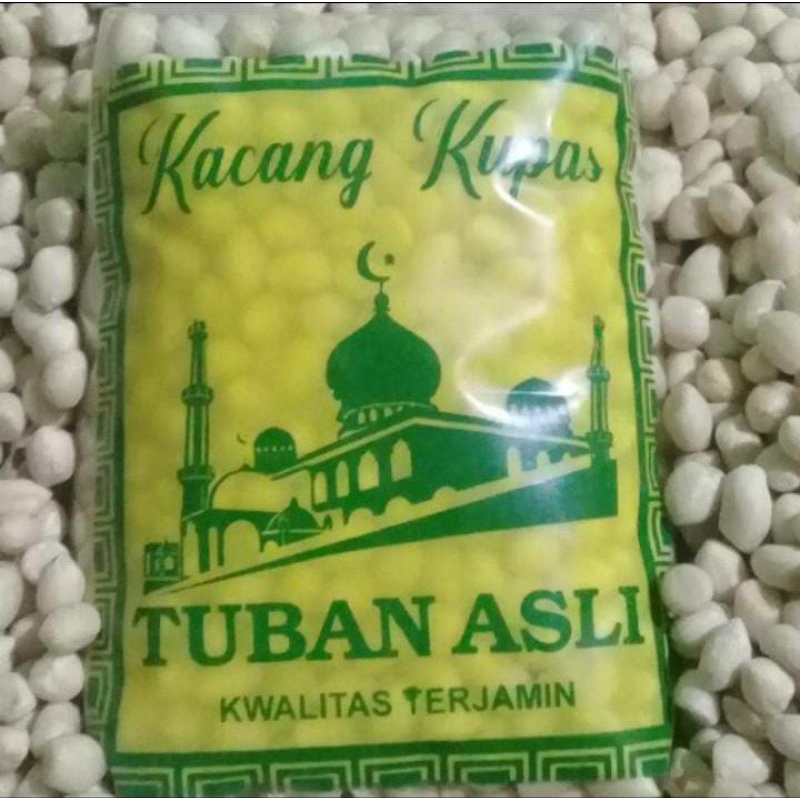 Kacang Kupas
TUBAN ASLI
KWALITAS TERJAMIN